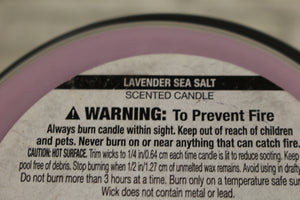 LAVENDER SEA SALT
SCENTED CANDLE
⚠ WARNING: To Prevent Fire
Always burn candle within sight. Keep out of reach of children
and pets. Never burn on or near anything that can catch fire.
CAUTION: HOT SURFACE. Trim wicks to 1/4 in/0.64 cm each time candle is lit to reduce sooting. Keep
pool free of debris. Stop burning when 1/2 in/1.27 cm of unmelted wax remains. Avoid using in drafty
Do not burn more than 3 hours at a time. Burn only on a temperature safe
Wick does not contain metal or lead.